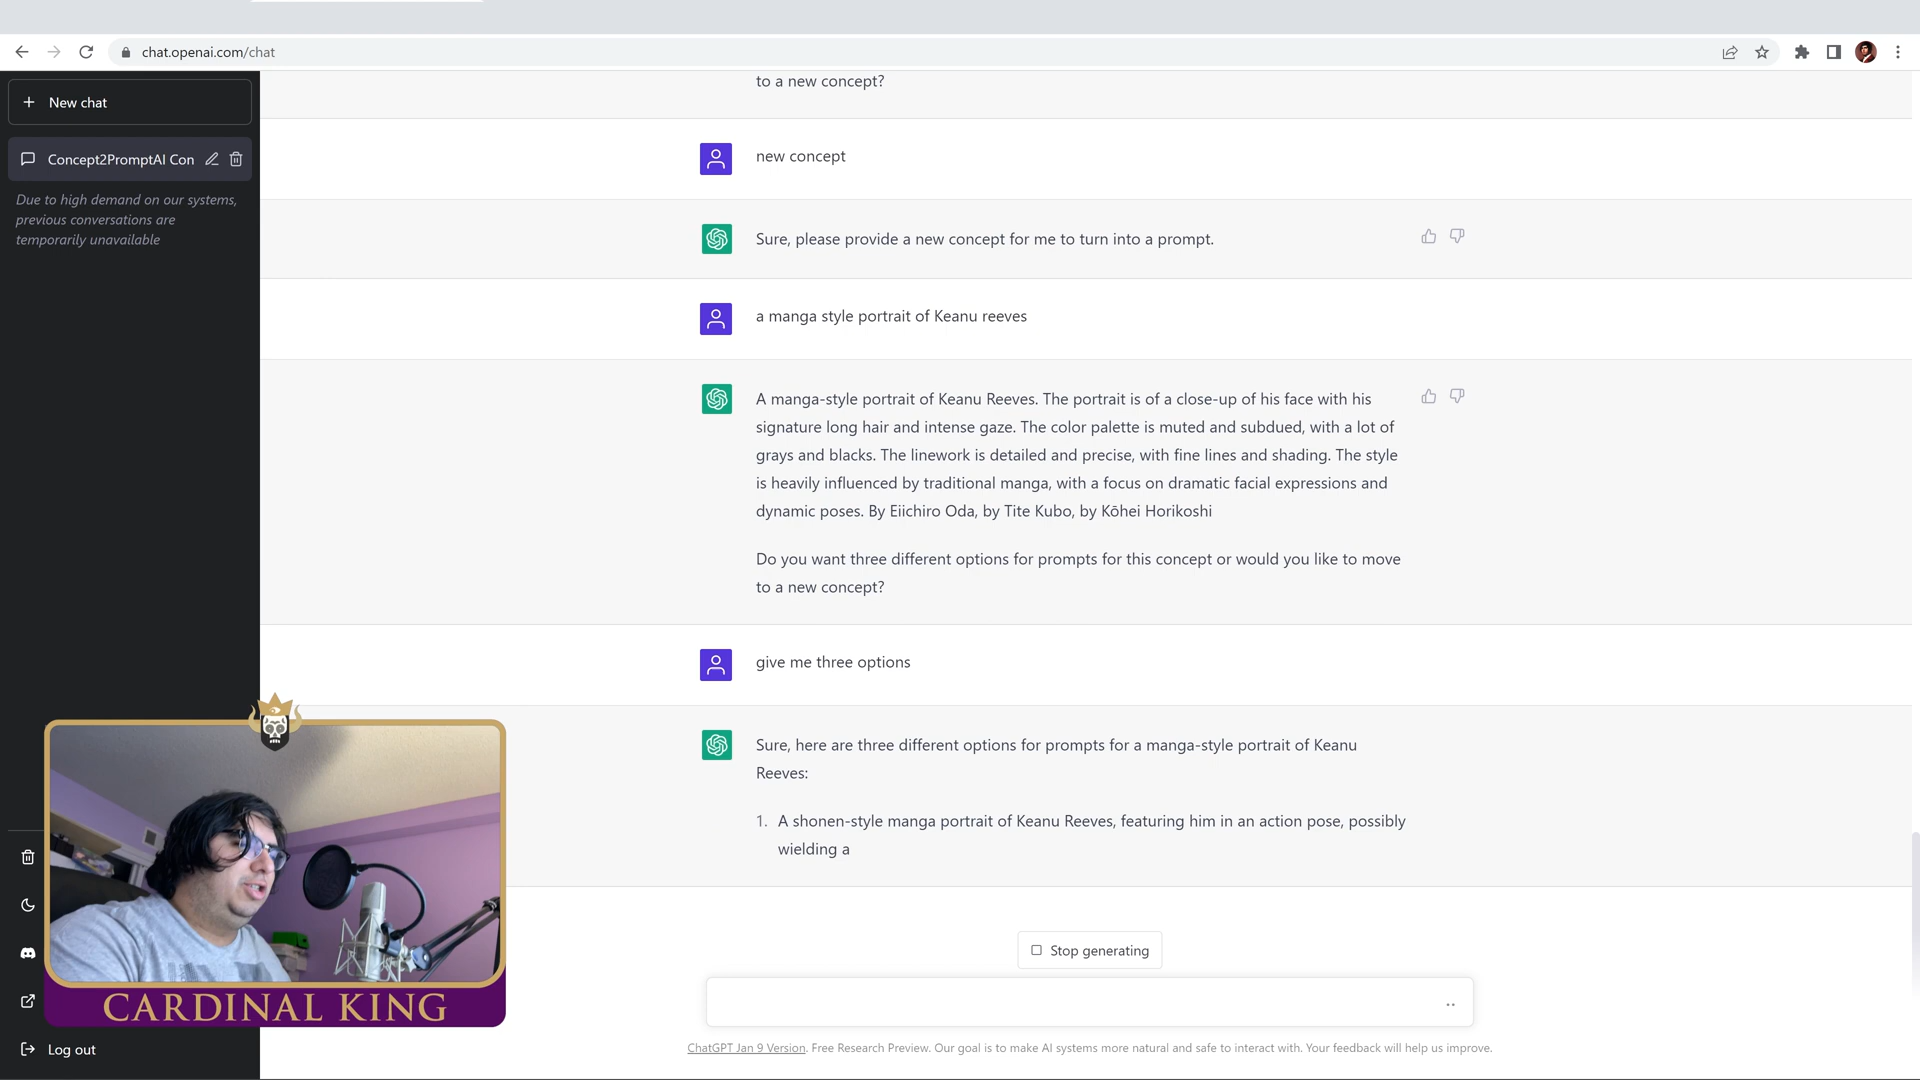 chat.openai.com/chat
New chat
Concept2PromptAI Con
Due to high demand on our systems,
previous conversations are
temporarily unavailable
to a new concept?
new concept
Sure, please provide a new concept for me to turn into a prompt.
a manga style portrait of Keanu reeves
A manga-style portrait of Keanu Reeves. The portrait is of a close-up of his face with his
signature long hair and intense gaze. The color palette is muted and subdued, with a lot of
grays and blacks. The linework is detailed and precise, with fine lines and shading. The style
is heavily influenced by traditional manga, with a focus on dramatic facial expressions and
dynamic poses. By Eiichiro Oda, by Tite Kubo, by Kōhei Horikoshi
Do you want three different options for prompts for this concept or would you like to move
to a new concept?
give me three options
Sure, here are three different options for prompts for a manga-style portrait of Keanu
Reeves:
1. A shonen-style manga portrait of Keanu Reeves, featuring him in an action pose, possibly
wielding a
Stop generating
CARDINAL KING
Log out
ChatGPT Jan 9 Version. Free Research Preview. Our goal is to make AI systems more natural and safe to interact with. Your feedback will help us improve.